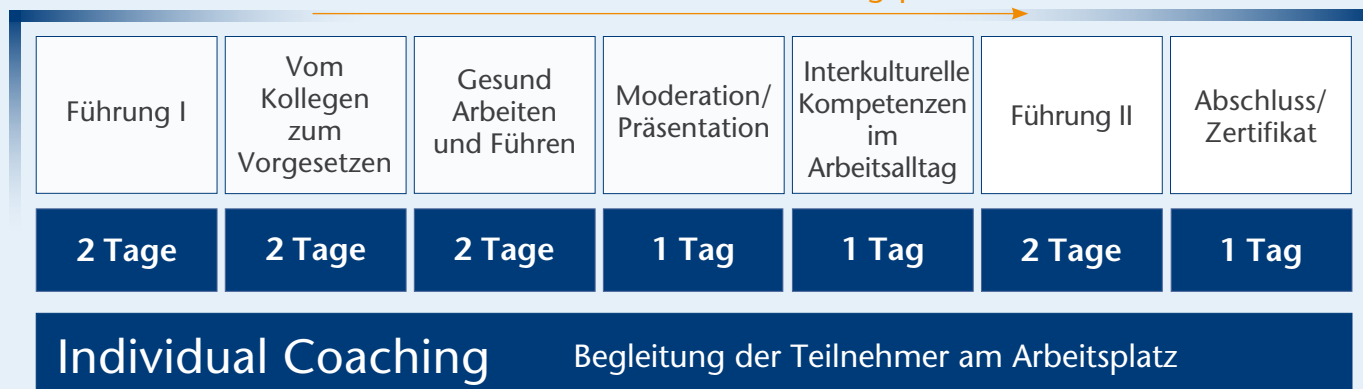 Führung I
Vom
Kollegen
zum
Vorgesetzen
Gesund
Arbeiten
und Führen
Moderation/
Präsentation
Interkulturelle
Kompetenzen
im
Arbeitsalltag
Führung II
Abschluss/
Zertifikat
2 Tage
2 Tage
2 Tage
1 Tag
1 Tag
2 Tage
1 Tag
Individual Coaching Begleitung der Teilnehmer am Arbeitsplatz